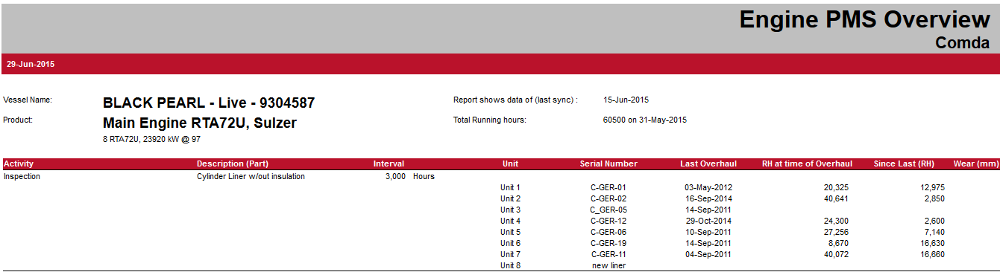 Engine PMS Overview
Comda
29-Jun-2015
Vessel Name: BLACK PEARL - Live - 9304587 Report shows data of (last sync) : 15-Jun-2015
Product: Main Engine RTA72U, Sulzer Total Running hours: 60500 on 31-May-2015
8 RTA72U, 23920 kW @ 97
Activity Description (Part) Interval Unit Serial Number Last Overhaul RH at time of Overhaul Since Last (RH) Wear (mm)
Inspection Cylinder Liner w/out insulation 3,000 Hours
Unit 1 C-GER-01 03-May-2012 20,325 12,975
Unit 2 C-GER-02 16-Sep-2014 40,641 2,850
Unit 3 C_GER-05 14-Sep-2011
Unit 4 C-GER-12 29-Oct-2014 24,300 2,600
Unit 5 C-GER-06 10-Sep-2011 27,256 7,140
Unit 6 C-GER-19 14-Sep-2011 8,670 16,630
Unit 7 C-GER-11 04-Sep-2011 40,072 16,660
Unit 8 new liner